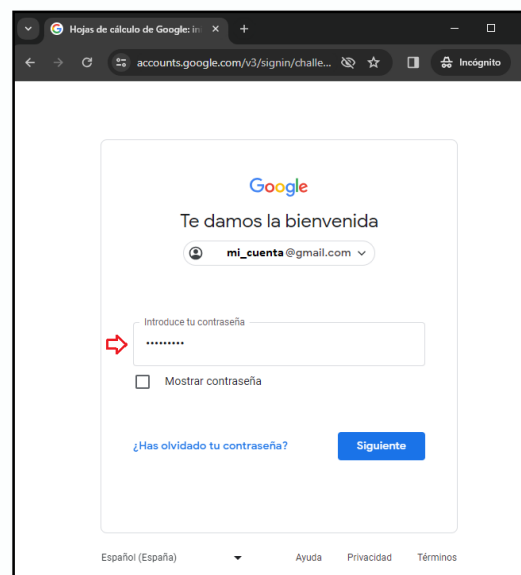 Hojas de cálculo de Google: in
accounts.google.com/v3/signin/challe...
Incógnito
Google
Te damos la bienvenida
mi_cuenta@gmail.com
Introduce tu contraseña
•••••••••
Mostrar contraseña
¿Has olvidado tu contraseña?
Siguiente
Español (España)
Ayuda
Privacidad
Términos